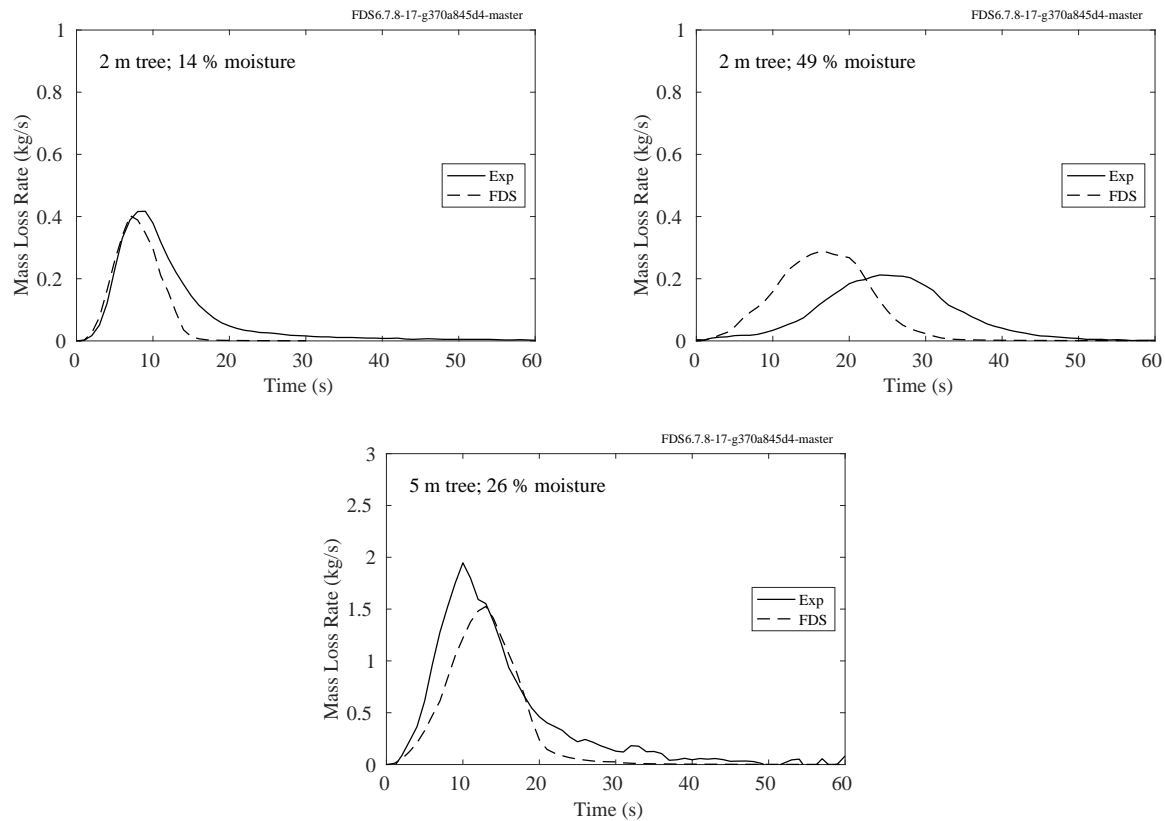 FDS6.7.8-17-g370a845d4-master
2 m tree; 14 % moisture
Mass Loss Rate (kg/s)
1
0.8
0.6
0.4
0.2
0
Exp
FDS
0 10 20 30 40 50 60
Time (s)
FDS6.7.8-17-g370a845d4-master
2 m tree; 49 % moisture
Mass Loss Rate (kg/s)
1
0.8
0.6
0.4
0.2
0
Exp
FDS
0 10 20 30 40 50 60
Time (s)
FDS6.7.8-17-g370a845d4-master
5 m tree; 26 % moisture
Mass Loss Rate (kg/s)
3
2.5
2
1.5
1
0.5
0
Exp
FDS
0 10 20 30 40 50 60
Time (s)